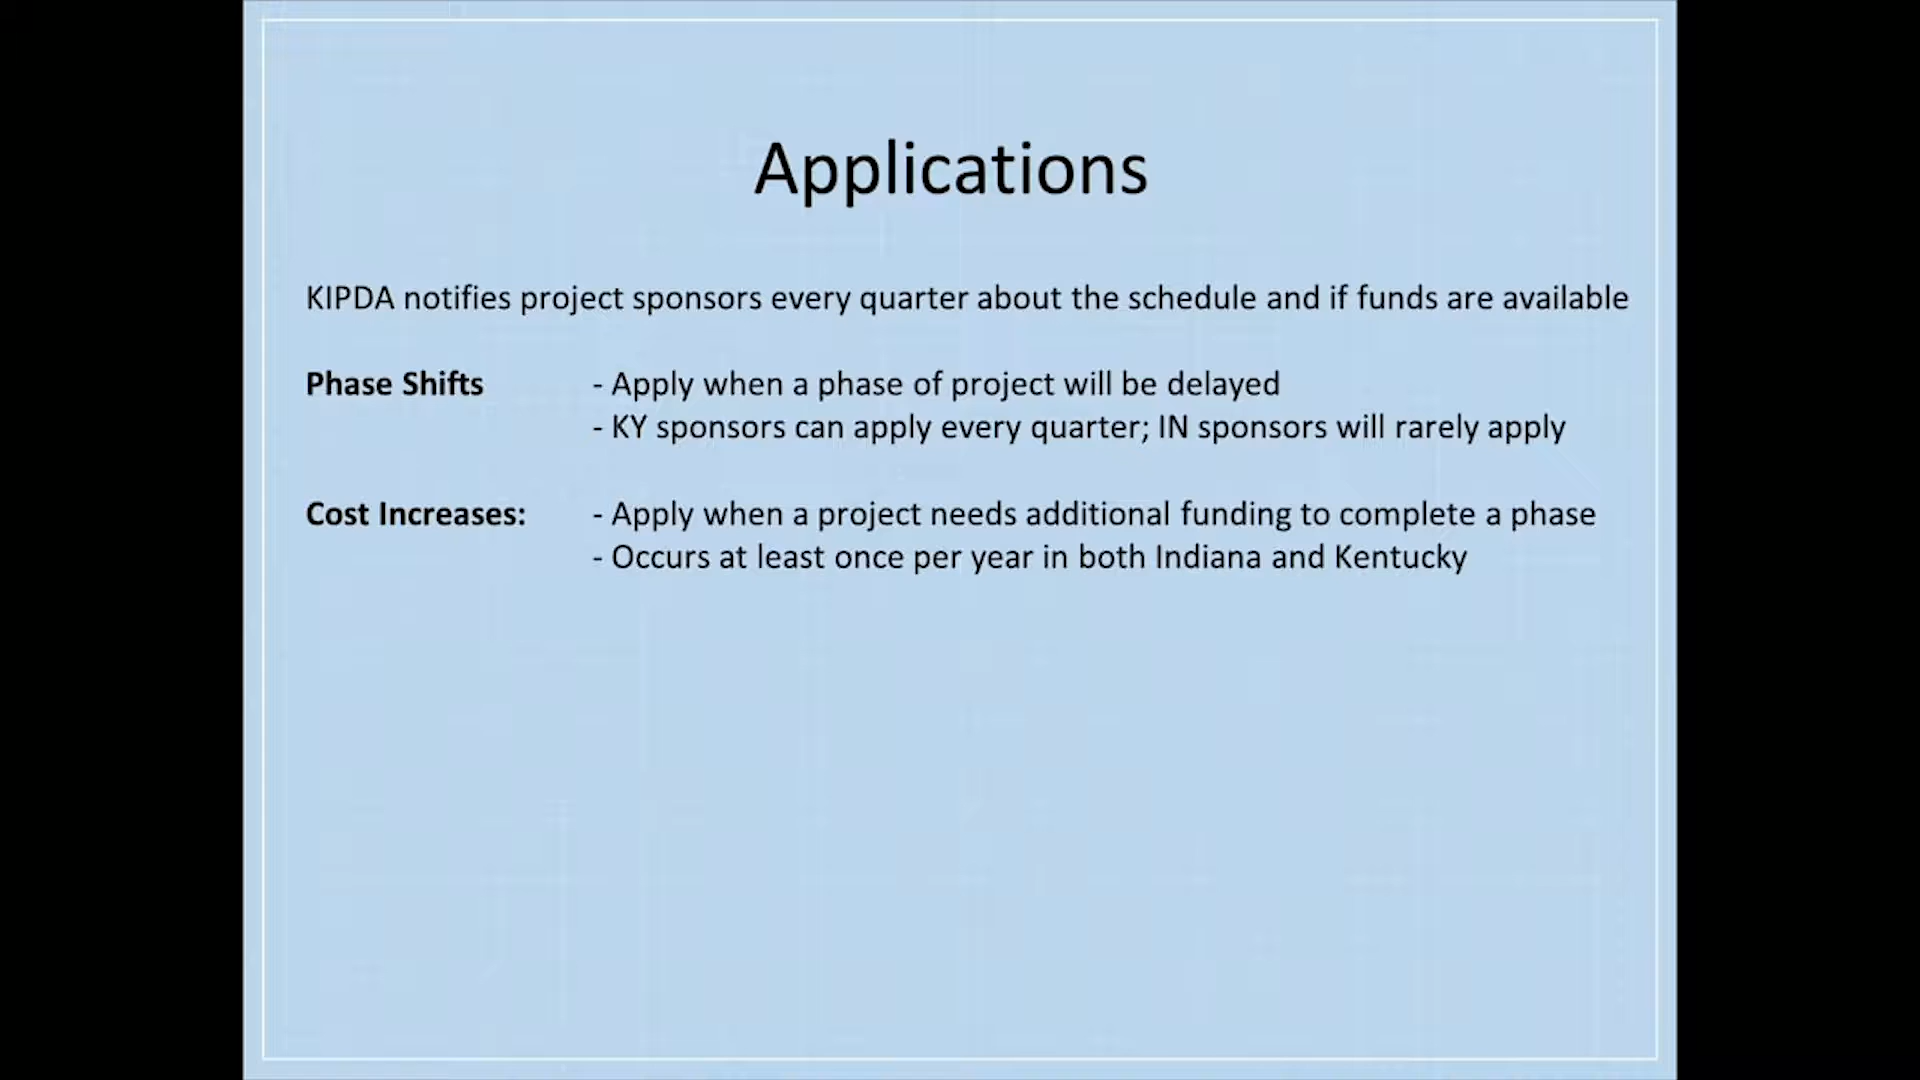 Applications
KIPDA notifies project sponsors every quarter about the schedule and if funds are available
Phase Shifts - Apply when a phase of project will be delayed
- KY sponsors can apply every quarter; IN sponsors will rarely apply
Cost Increases: - Apply when a project needs additional funding to complete a phase
- Occurs at least once per year in both Indiana and Kentucky